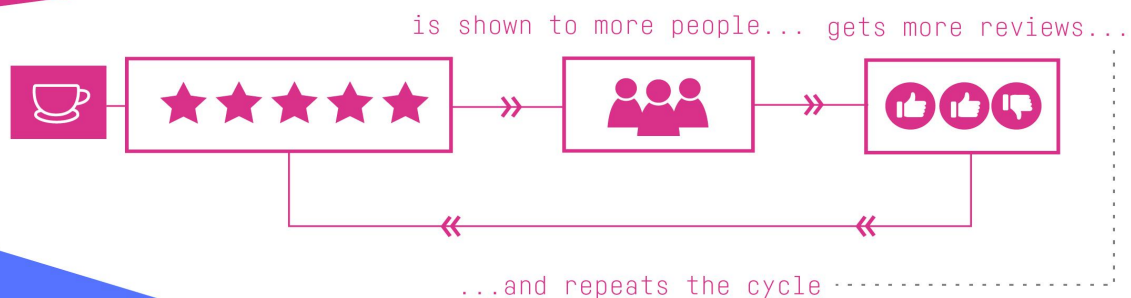 is shown to more people... gets more reviews...
...and repeats the cycle